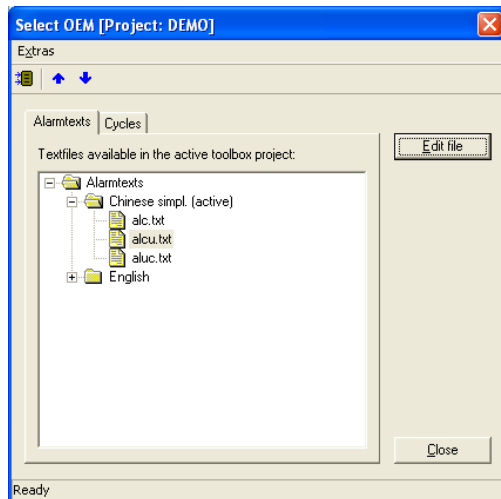 Select OEM [Project: DEMO]
Extras
Alarmtexts
Cycles
Edit file
Textfiles available in the active toolbox project:
Alarmtexts
Chinese simpl. (active)
alc.txt
alcu.txt
aluc.txt
English
Close
Ready